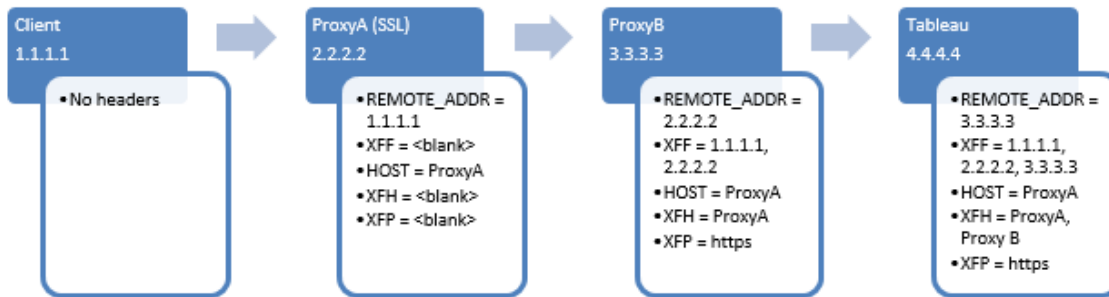 Client
1.1.1.1
•No headers
ProxyA (SSL)
2.2.2.2
•REMOTE_ADDR =
1.1.1.1
•XFF = <blank>
•HOST = ProxyA
•XFH = <blank>
•XFP = <blank>
ProxyB
3.3.3.3
•REMOTE_ADDR =
2.2.2.2
•XFF = 1.1.1.1,
2.2.2.2
•HOST = ProxyA
•XFH = ProxyA
•XFP = https
Tableau
4.4.4.4
•REMOTE_ADDR =
3.3.3.3
•XFF = 1.1.1.1,
2.2.2.2, 3.3.3.3
•HOST = ProxyA
•XFH = ProxyA,
Proxy B
•XFP = https